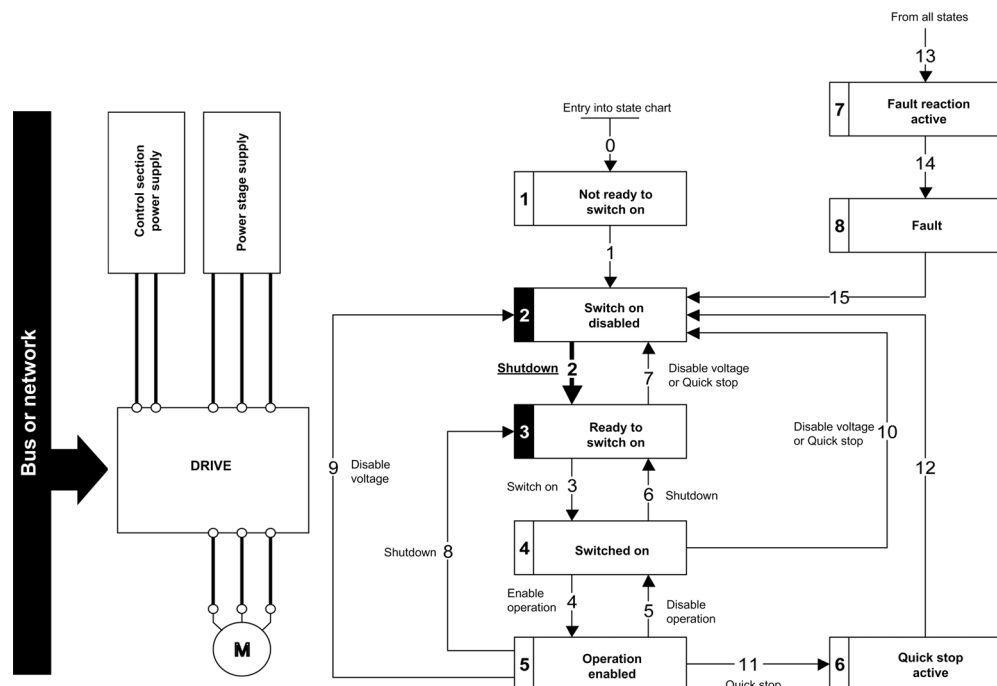 From all states
13
7
Fault reaction
active
14
8
Fault
15
Entry into state chart
0
1
Not ready to
switch on
1
2
Switch on
disabled
Shutdown
2
7
Disable voltage
or Quick stop
3
Ready to
switch on
Switch on
3
6
Shutdown
4
Switched on
Enable
operation
4
5
Disable
operation
5
Operation
enabled
11
Quick stop
6
Quick stop
active
9
Disable
voltage
Shutdown
8
Disable voltage
or Quick stop
10
12
Bus or network
Control section
power supply
Power stage supply
DRIVE
M